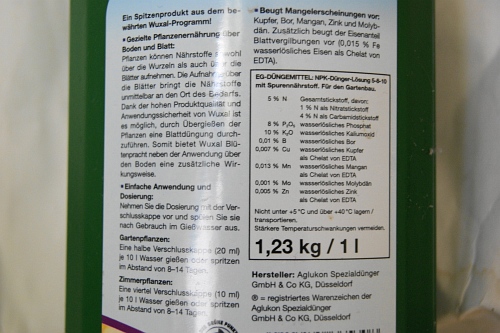 Ein Spitzenprodukt aus dem be-
währten Wuxal-Programm!
• Gezielte Pflanzenernährung über
Boden und Blatt:
Pflanzen können Nährstoffe sowohl
über die Wurzeln als auch über die
Blätter aufnehmen. Die Aufnahme über
die Blätter bringt die Nährstoffe
unmittelbar an den Ort des Bedarfs.
Dank der hohen Produktqualität und
Anwendungssicherheit von Wuxal ist
es möglich, durch Übergießen der
Pflanzen eine Blattdüngung durch-
zuführen. Somit bietet Wuxal Blü-
tenpracht neben der Anwendung über
den Boden eine zusätzliche Wir-
kungsweise.
• Einfache Anwendung und
Dosierung:
Nehmen Sie die Dosierung mit der Ver-
schlusskappe vor und spülen Sie sie
nach Gebrauch im Gießwasser aus.
Gartenpflanzen:
Eine halbe Verschlusskappe (20 ml)
je 10 l Wasser gießen oder spritzen
im Abstand von 8–14 Tagen.
Zimmerpflanzen:
Eine viertel Verschlusskappe (10 ml)
je 10 l Wasser gießen oder spritzen
im Abstand von 8–14 Tagen.
• Beugt Mangelerscheinungen vor:
Kupfer, Bor, Mangan, Zink und Molyb-
dän. Zusätzlich beugt der Eisenanteil
Blattvergilbungen vor (0,015 % Fe
wasserlösliches Eisen als Chelat von
EDTA).
EG-DÜNGEMITTEL: NPK-Dünger-Lösung 5-8-10
mit Spurennährstoff. Für den Gartenbau.
5 % N Gesamtstickstoff, davon:
1 % N als Nitratstickstoff
4 % N als Carbamidstickstoff
8 % P₂O₅ wasserlösliches Phosphat
10 % K₂O wasserlösliches Kaliumoxid
0,01 % B wasserlösliches Bor
0,007 % Cu wasserlösliches Kupfer
als Chelat von EDTA
0,013 % Mn wasserlösliches Mangan
als Chelat von EDTA
0,001 % Mo wasserlösliches Molybdän
0,005 % Zn wasserlösliches Zink
als Chelat von EDTA
Nicht unter +5 °C und über +40 °C lagern /
transportieren.
Stärkere Temperaturschwankungen vermeiden.
1,23 kg / 1 l
Hersteller: Aglukon Spezialdünger
GmbH & Co KG, Düsseldorf
® = registriertes Warenzeichen der
Aglukon Spezialdünger
GmbH & Co KG, Düsseldorf